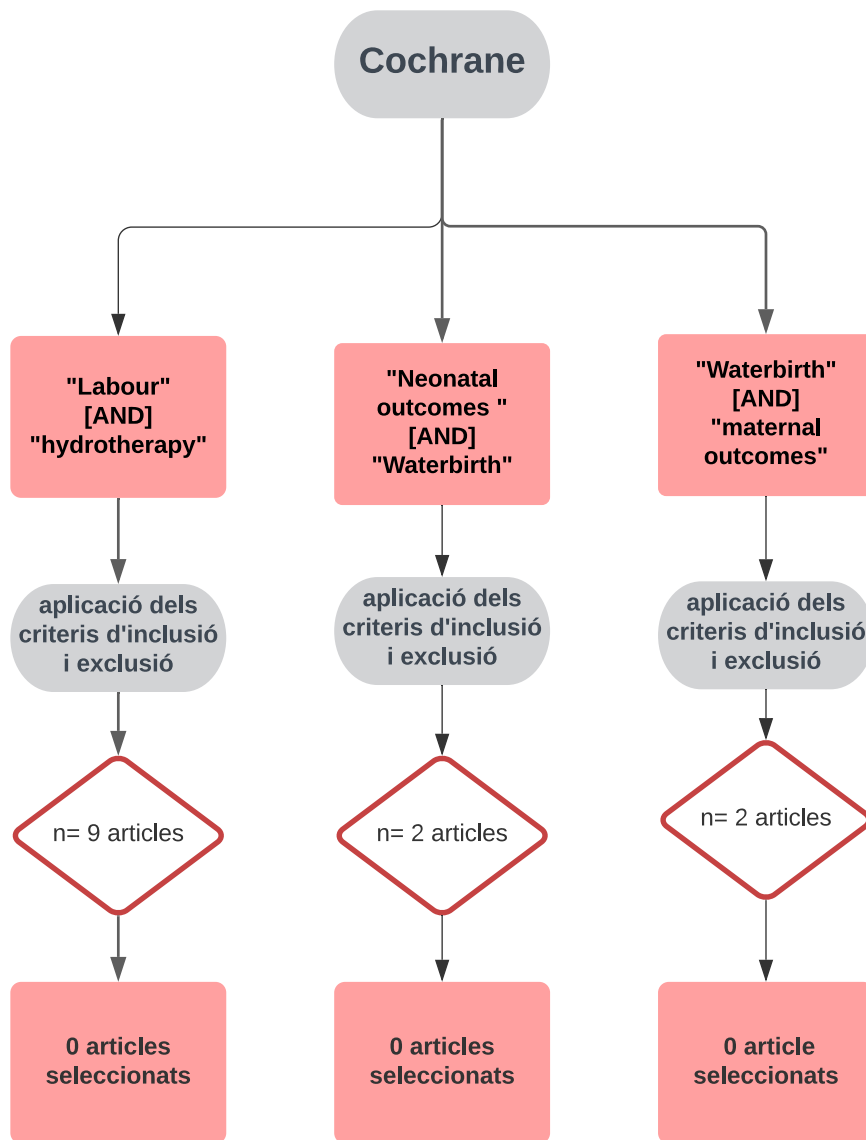 Cochrane
"Labour"
[AND]
"hydrotherapy"
"Neonatal
outcomes "
[AND]
"Waterbirth"
"Waterbirth"
[AND]
"maternal
outcomes"
aplicació dels
criteris d'inclusió
i exclusió
aplicació dels
criteris d'inclusió
i exclusió
aplicació dels
criteris d'inclusió
i exclusió
n= 9 articles
n= 2 articles
n= 2 articles
0 articles
seleccionats
0 articles
seleccionats
0 article
seleccionats